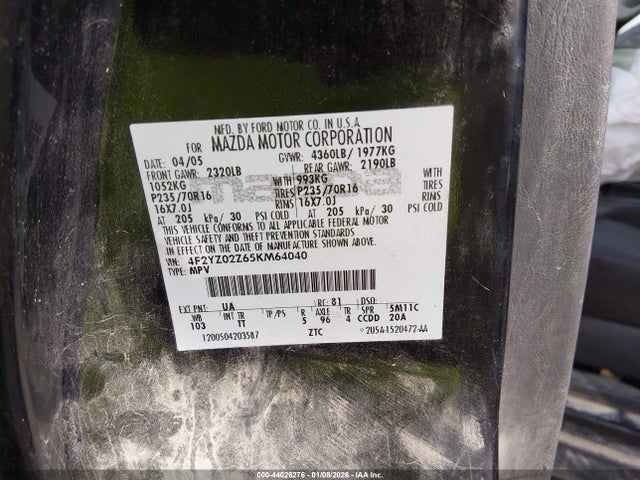 MFD. BY FORD MOTOR CO. IN U.S.A.
FOR MAZDA MOTOR CORPORATION
DATE: 04/05 GVWR: 4360LB/ 1977KG
FRONT GAWR: 2320LB REAR GAWR: 2190LB
1052KG WITH 993KG WITH
P235/70R16 TIRES P235/70R16 TIRES
16X7.0J RIMS 16X7.0J RIMS
AT 205 kPa/ 30 PSI COLD AT 205 kPa/ 30 PSI COLD
THIS VEHICLE CONFORMS TO ALL APPLICABLE FEDERAL MOTOR
VEHICLE SAFETY AND THEFT PREVENTION STANDARDS
IN EFFECT ON THE DATE OF MANUFACTURE SHOWN ABOVE.
VIN: 4F2YZ02Z65KM64040
TYPE: MPV
mazda
EXT PNT: UA RC: 81 DSO:
WB INT TR TP/PS R AXLE TR SPR 5M11C
103 TT 5 96 4 CCDD 20A
12005042035B7 ZTC 2U5A-1520472-AA
000-44026276 - 01/08/2026 - IAA Inc.